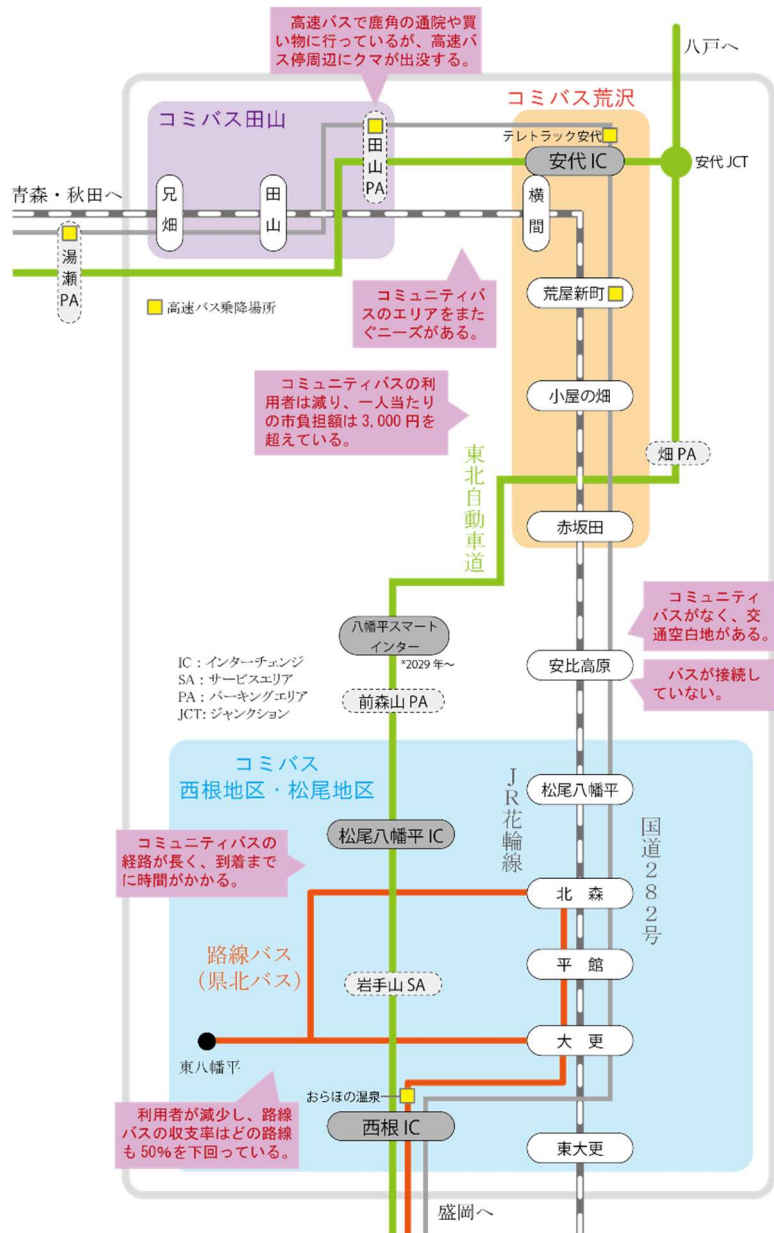 高速バスで鹿角の通院や買
い物に行っているが、高速バ
ス停周辺にクマが出没する。
八戸へ
コミバス田山
コミバス荒沢
テレトラック安代
田山PA
安代 IC
安代 JCT
青森・秋田へ
兄畑
田山
横間
湯瀬PA
高速バス乗降場所
コミュニティバ
スのエリアをまた
ぐニーズがある。
荒屋新町
コミュニティバスの利
用者は減り、一人当たり
の市負担額は 3,000 円を
超えている。
小屋の畑
畑 PA
東北自動車道
赤坂田
コミュニティ
バスがなく、交
通空白地がある。
八幡平スマート
インター
*2029 年〜
IC：インターチェンジ
SA：サービスエリア
PA：パーキングエリア
JCT：ジャンクション
安比高原
バスが接続し
ていない。
前森山 PA
コミバス
西根地区・松尾地区
JR花輪線
松尾八幡平
国道282号
松尾八幡平 IC
コミュニティバスの
経路が長く、到着まで
に時間がかかる。
北森
路線バス
（県北バス）
平館
岩手山 SA
大更
東八幡平
おらほの温泉
利用者が減少し、路線
バスの収支率はどの路線
も 50%を下回っている。
西根 IC
東大更
盛岡へ